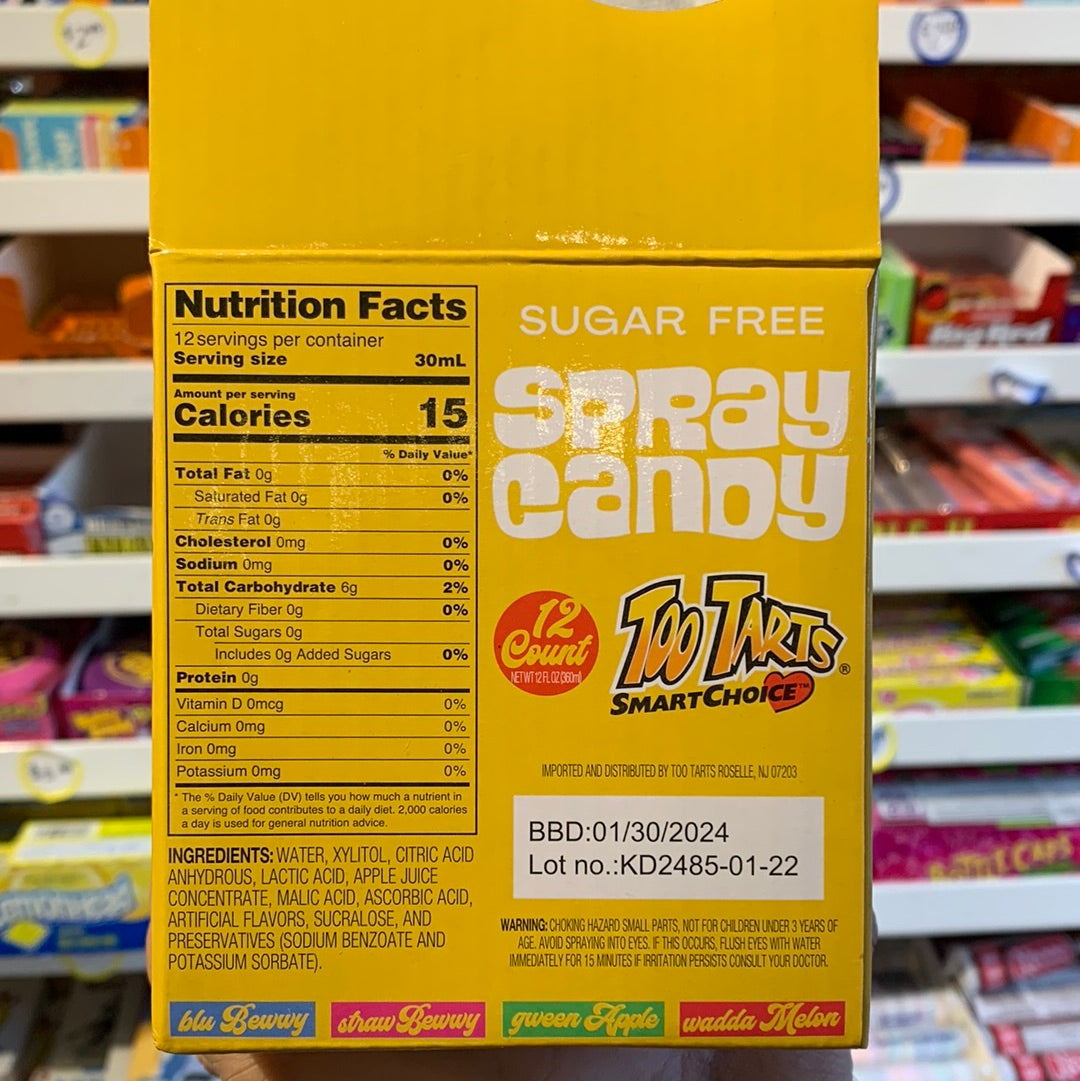 Nutrition Facts
12 servings per container
Serving size 30mL
Amount per serving
Calories 15
% Daily Value*
Total Fat 0g 0%
Saturated Fat 0g 0%
Trans Fat 0g
Cholesterol 0mg 0%
Sodium 0mg 0%
Total Carbohydrate 6g 2%
Dietary Fiber 0g 0%
Total Sugars 0g
Includes 0g Added Sugars 0%
Protein 0g
Vitamin D 0mcg 0%
Calcium 0mg 0%
Iron 0mg 0%
Potassium 0mg 0%
* The % Daily Value (DV) tells you how much a nutrient in
a serving of food contributes to a daily diet. 2,000 calories
a day is used for general nutrition advice.
INGREDIENTS: WATER, XYLITOL, CITRIC ACID
ANHYDROUS, LACTIC ACID, APPLE JUICE
CONCENTRATE, MALIC ACID, ASCORBIC ACID,
ARTIFICIAL FLAVORS, SUCRALOSE, AND
PRESERVATIVES (SODIUM BENZOATE AND
POTASSIUM SORBATE).
SUGAR FREE
SPRAY
CANDY
12
Count
NET WT 12 FL OZ (360ml)
TOO TARTS®
SMART CHOICE™
IMPORTED AND DISTRIBUTED BY TOO TARTS ROSELLE, NJ 07203
BBD:01/30/2024
Lot no.:KD2485-01-22
WARNING: CHOKING HAZARD SMALL PARTS, NOT FOR CHILDREN UNDER 3 YEARS OF
AGE. AVOID SPRAYING INTO EYES. IF THIS OCCURS, FLUSH EYES WITH WATER
IMMEDIATELY FOR 15 MINUTES IF IRRITATION PERSISTS CONSULT YOUR DOCTOR.
blu Bewwy
straw Bewwy
gween Apple
wadda Melon
BOTTLE CAPS